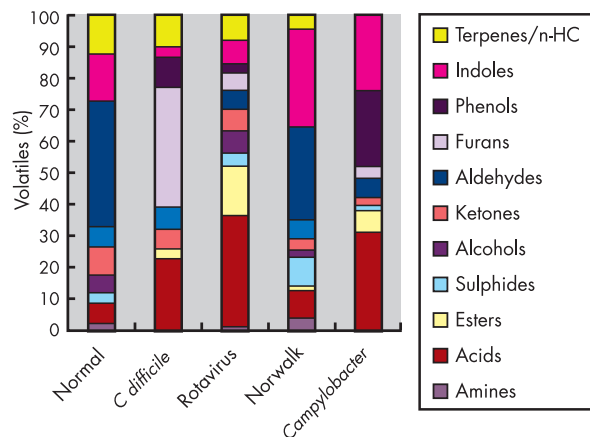 Volatiles (%)
100
90
80
70
60
50
40
30
20
10
0
Normal
C difficile
Rotavirus
Norwalk
Campylobacter
Terpenes/n-HC
Indoles
Phenols
Furans
Aldehydes
Ketones
Alcohols
Sulphides
Esters
Acids
Amines